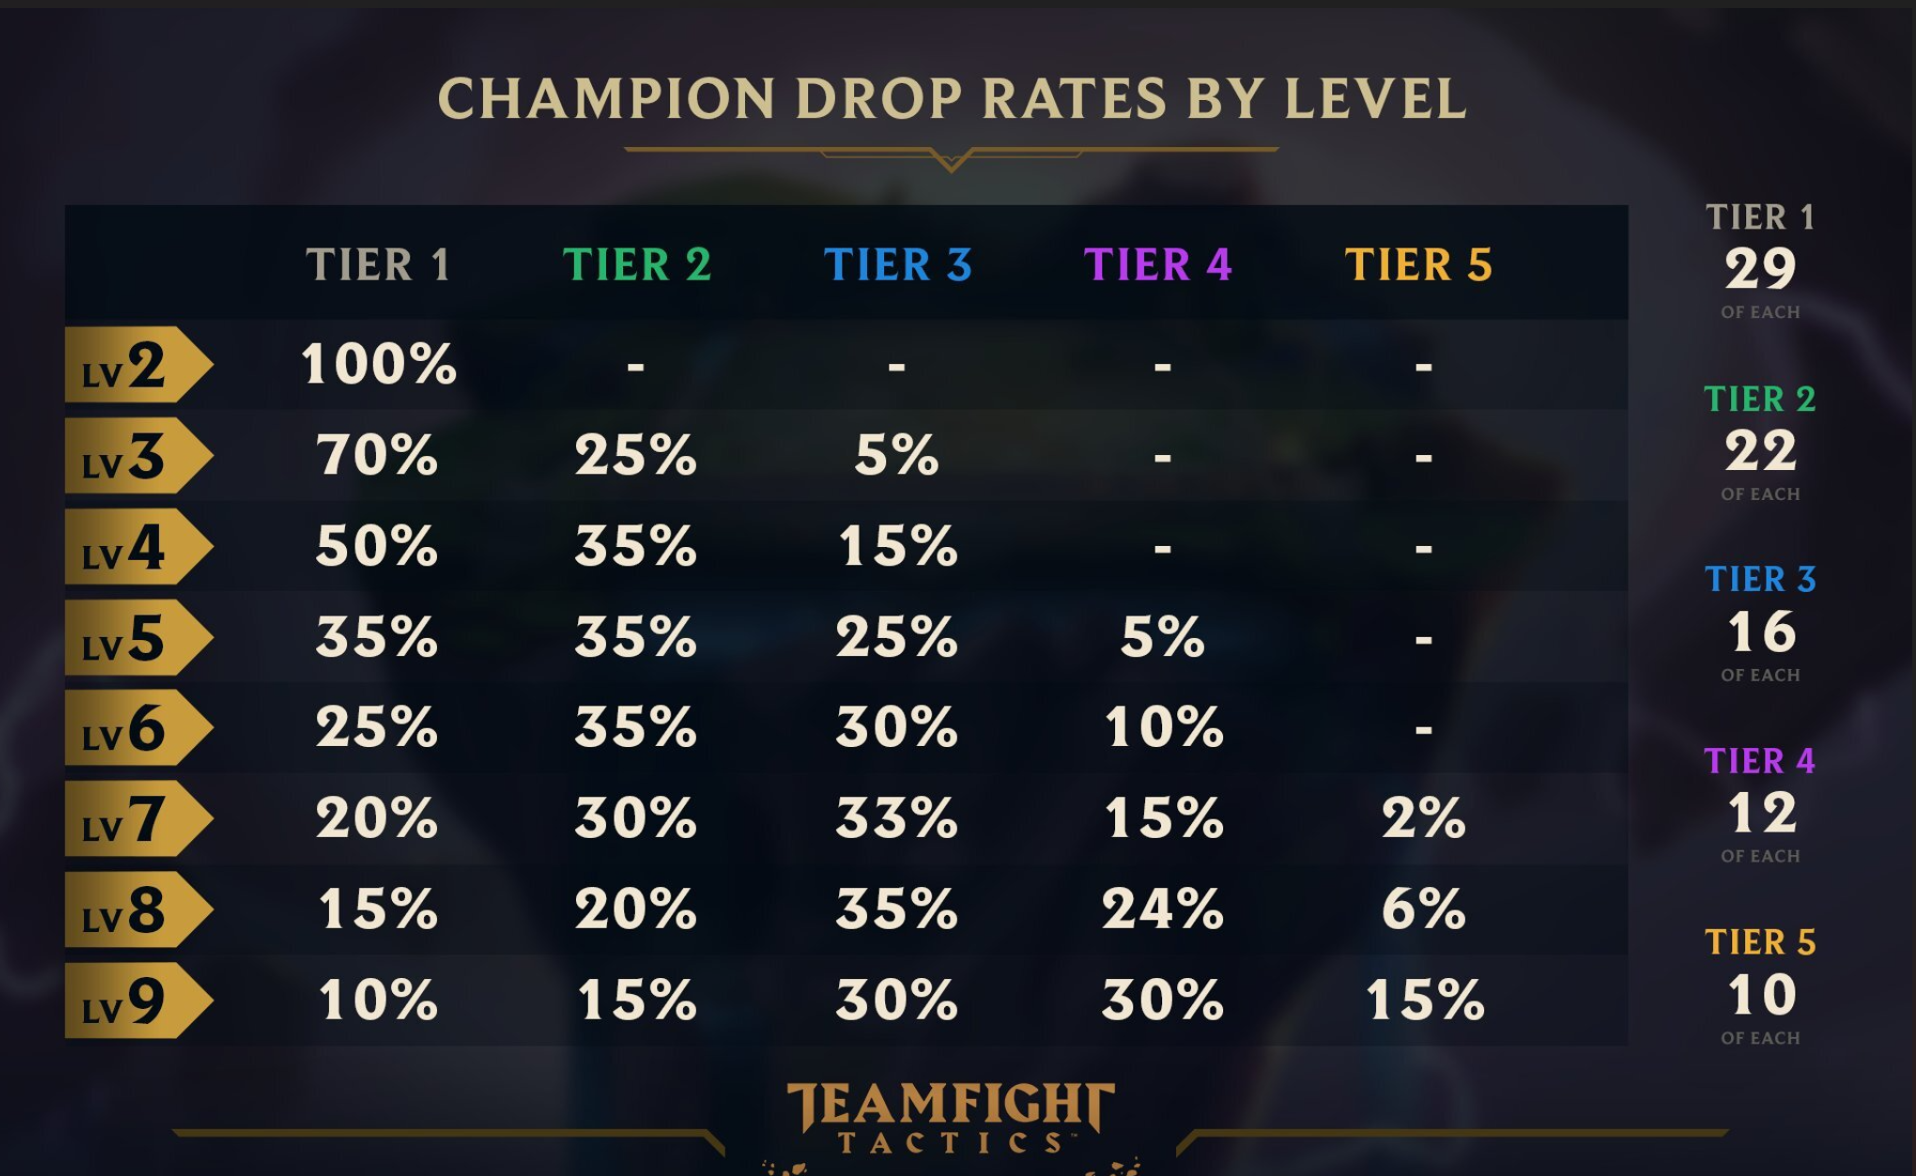 CHAMPION DROP RATES BY LEVEL
TIER 1 TIER 2 TIER 3 TIER 4 TIER 5
LV2 100% - - - -
LV3 70% 25% 5% - -
LV4 50% 35% 15% - -
LV5 35% 35% 25% 5% -
LV6 25% 35% 30% 10% -
LV7 20% 30% 33% 15% 2%
LV8 15% 20% 35% 24% 6%
LV9 10% 15% 30% 30% 15%
TIER 1
29
OF EACH
TIER 2
22
OF EACH
TIER 3
16
OF EACH
TIER 4
12
OF EACH
TIER 5
10
OF EACH
TEAMFIGHT
TACTICS™